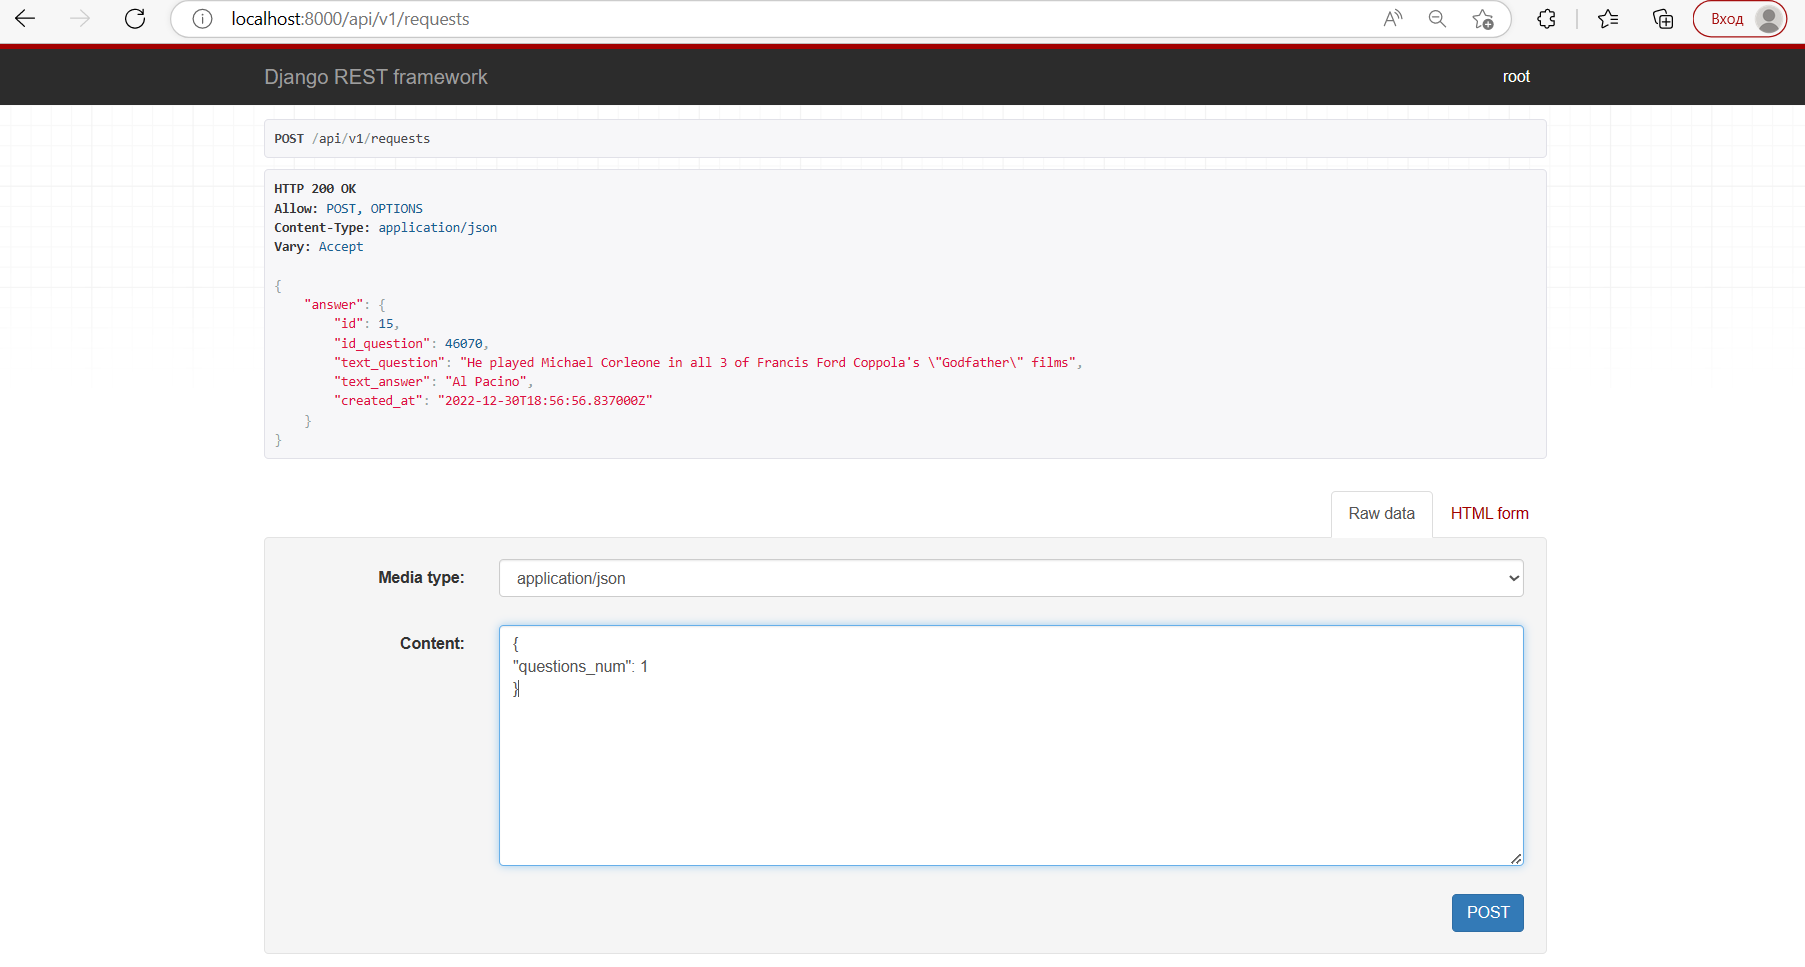 localhost:8000/api/v1/requests
Вход
Django REST framework
root
POST /api/v1/requests
HTTP 200 OK
Allow: POST, OPTIONS
Content-Type: application/json
Vary: Accept
{
    "answer": {
        "id": 15,
        "id_question": 46070,
        "text_question": "He played Michael Corleone in all 3 of Francis Ford Coppola's \"Godfather\" films",
        "text_answer": "Al Pacino",
        "created_at": "2022-12-30T18:56:56.837000Z"
    }
}
Raw data
HTML form
Media type:
application/json
Content:
{
"questions_num": 1
}
POST